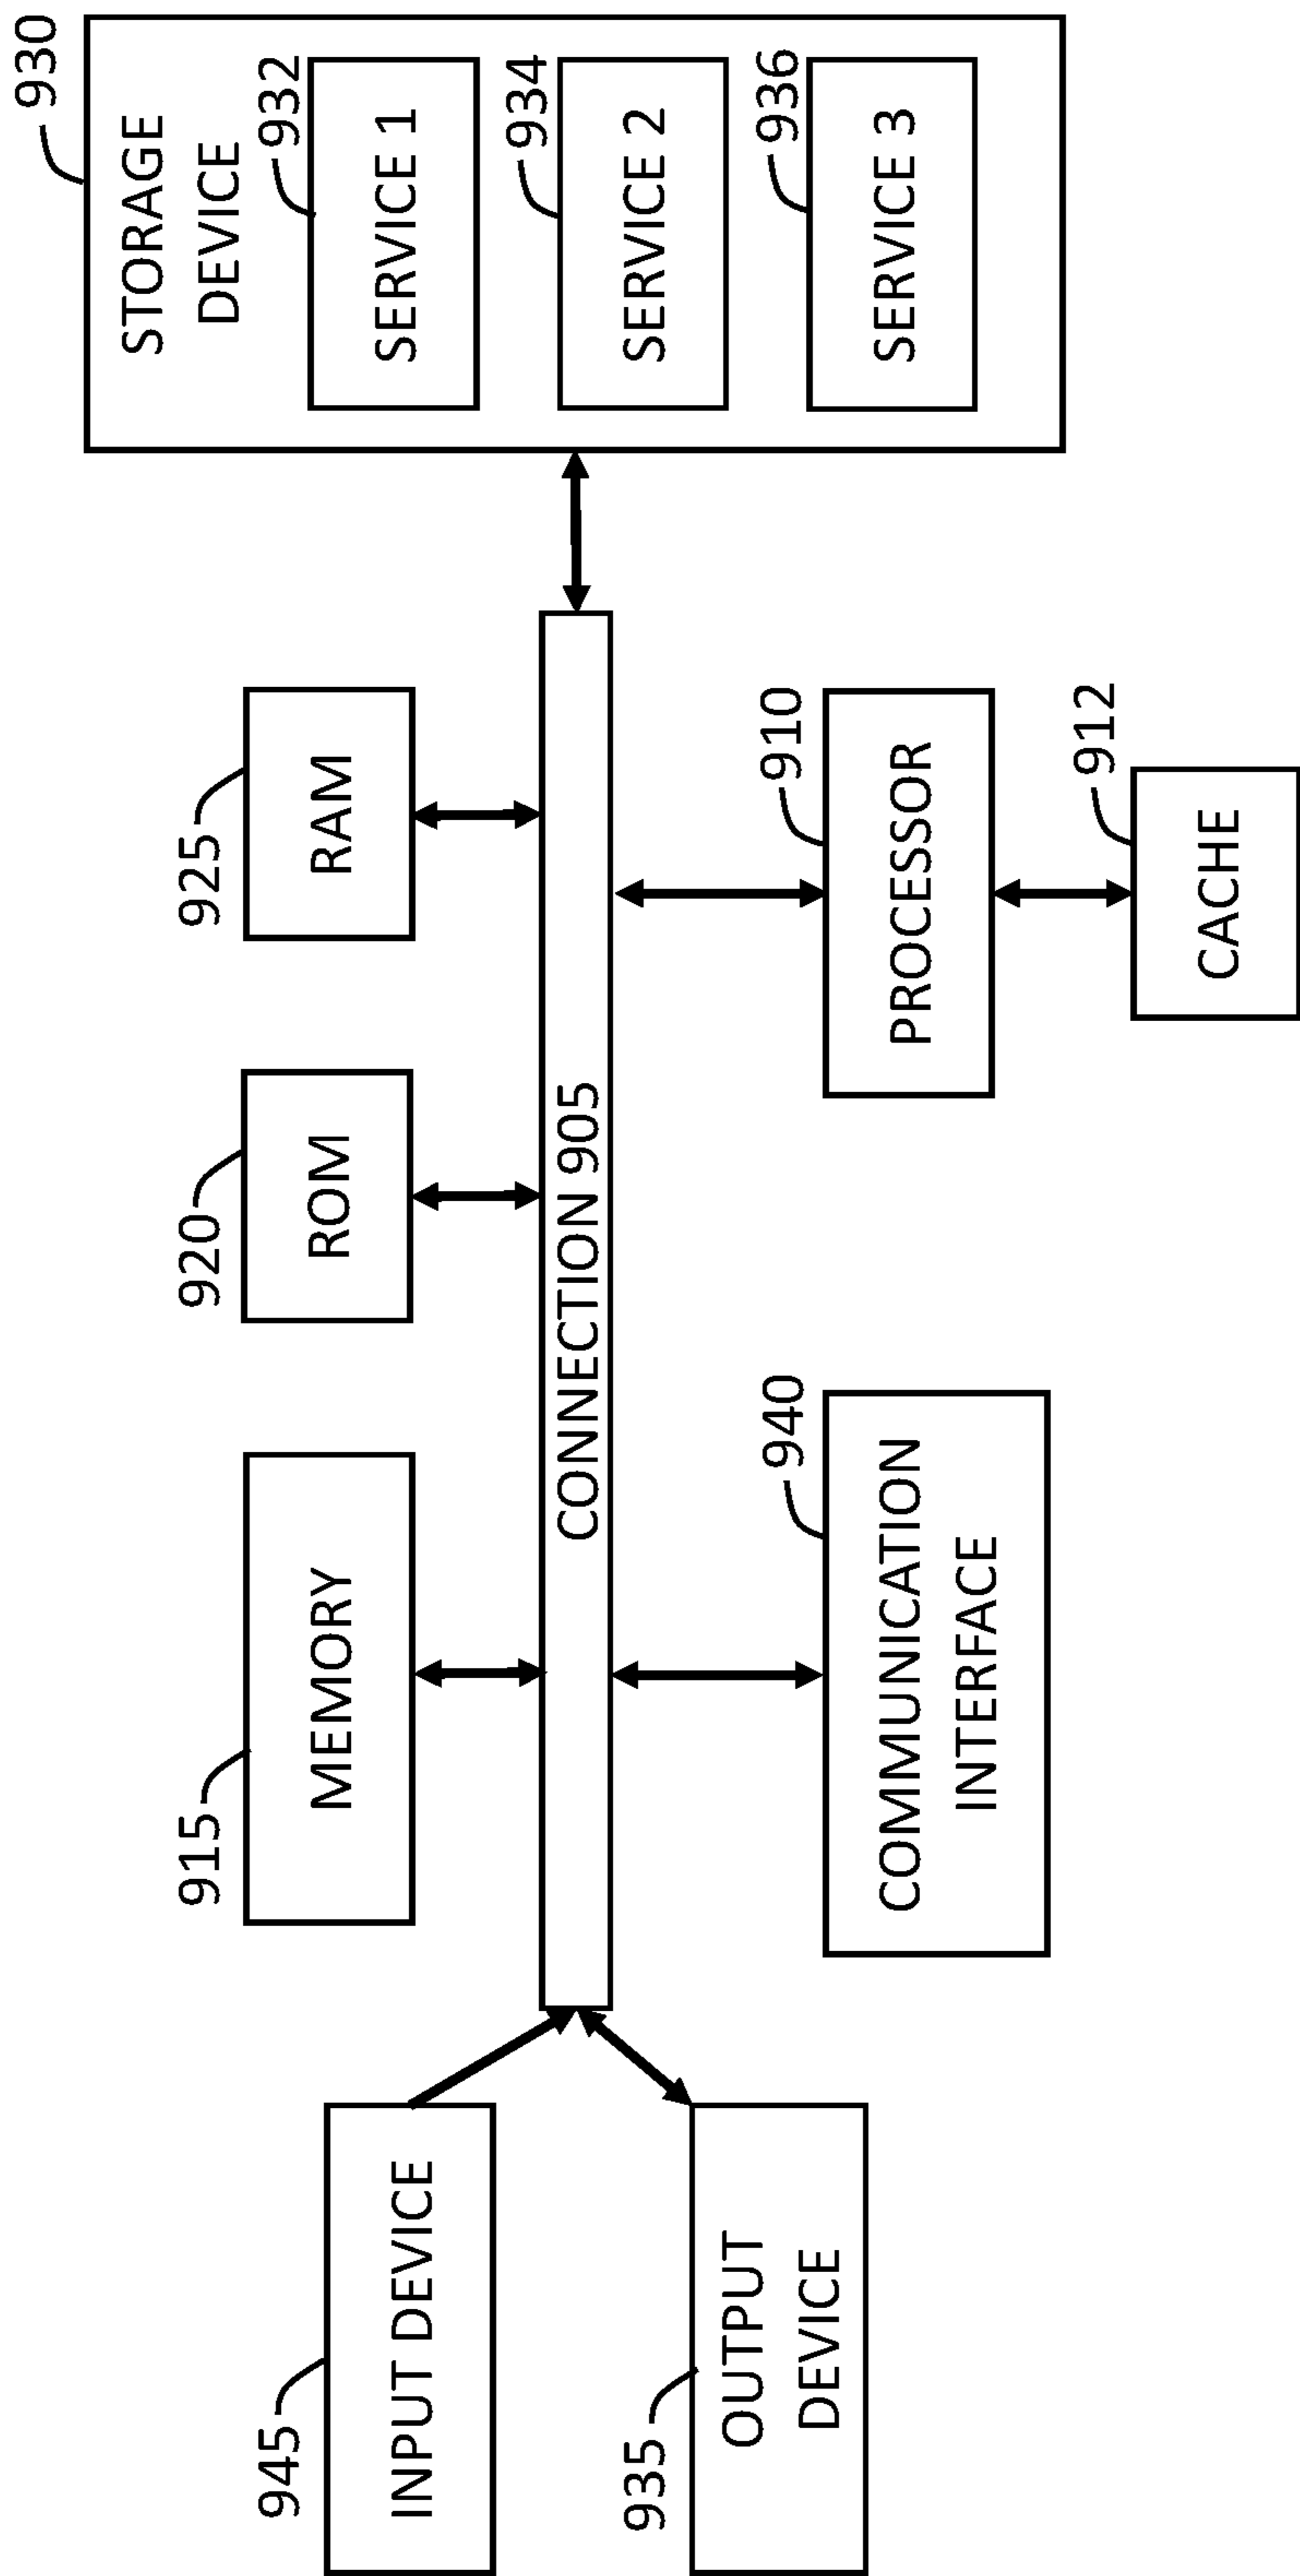 945
INPUT DEVICE
935
OUTPUT
DEVICE
915
MEMORY
920
ROM
925
RAM
CONNECTION 905
940
COMMUNICATION
INTERFACE
910
PROCESSOR
912
CACHE
930
STORAGE
DEVICE
932
SERVICE 1
934
SERVICE 2
936
SERVICE 3